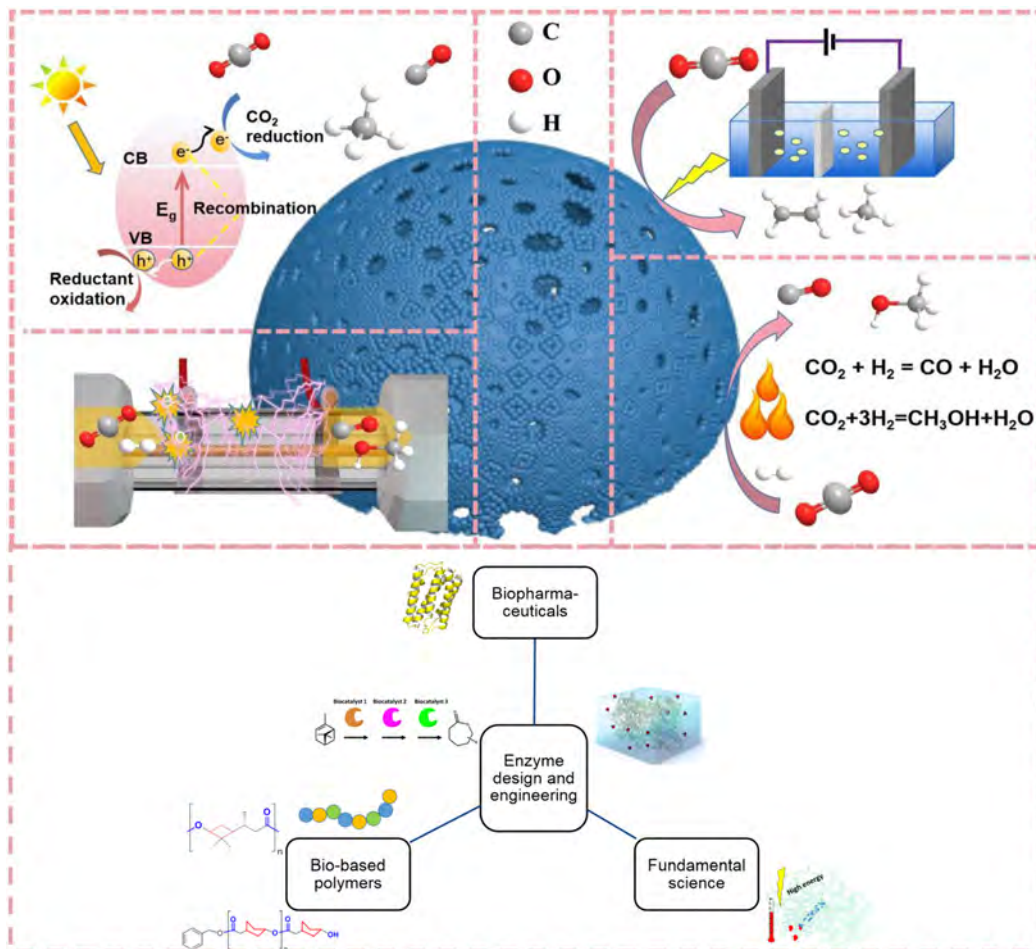 C
O
H
CO2
reduction
e-
e-
CB
Eg
Recombination
VB
h+
h+
Reductant
oxidation
CO2 + H2 = CO + H2O
CO2+3H2=CH3OH+H2O
Biopharma-
ceuticals
Biocatalyst 1
Biocatalyst 2
Biocatalyst 3
Enzyme
design and
engineering
O
O
n
Bio-based
polymers
Fundamental
science
High energy
O
O
O
OH